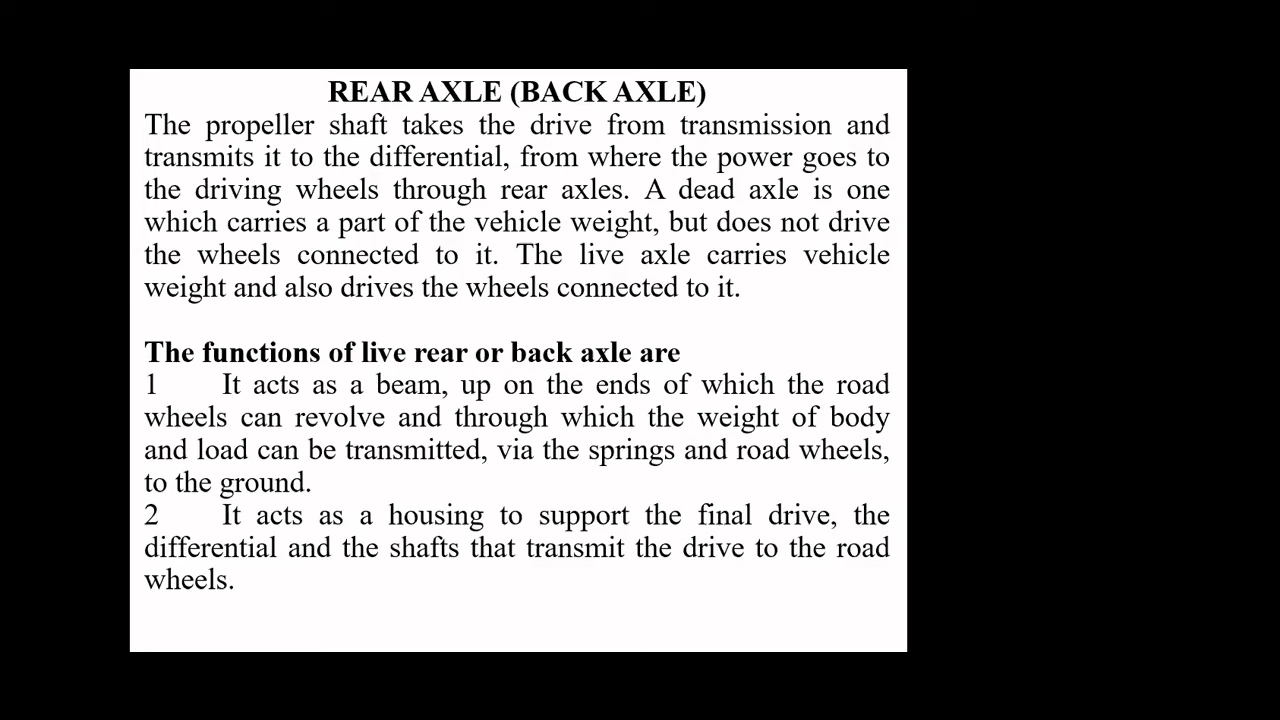 REAR AXLE (BACK AXLE)
The propeller shaft takes the drive from transmission and
transmits it to the differential, from where the power goes to
the driving wheels through rear axles. A dead axle is one
which carries a part of the vehicle weight, but does not drive
the wheels connected to it. The live axle carries vehicle
weight and also drives the wheels connected to it.
The functions of live rear or back axle are
1 It acts as a beam, up on the ends of which the road
wheels can revolve and through which the weight of body
and load can be transmitted, via the springs and road wheels,
to the ground.
2 It acts as a housing to support the final drive, the
differential and the shafts that transmit the drive to the road
wheels.